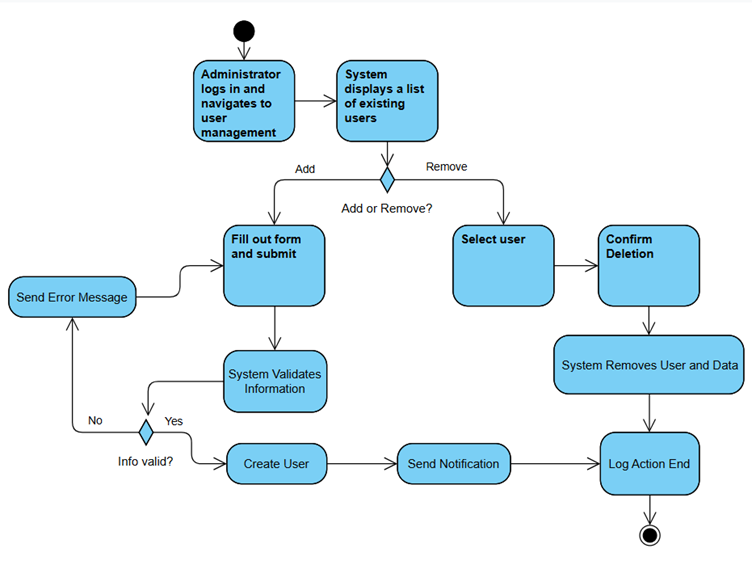 Administrator
logs in and
navigates to
user
management
System
displays a list
of existing
users
Add
Remove
Add or Remove?
Fill out form
and submit
Select user
Confirm
Deletion
Send Error Message
System Validates
Information
System Removes User and Data
No
Yes
Info valid?
Create User
Send Notification
Log Action End